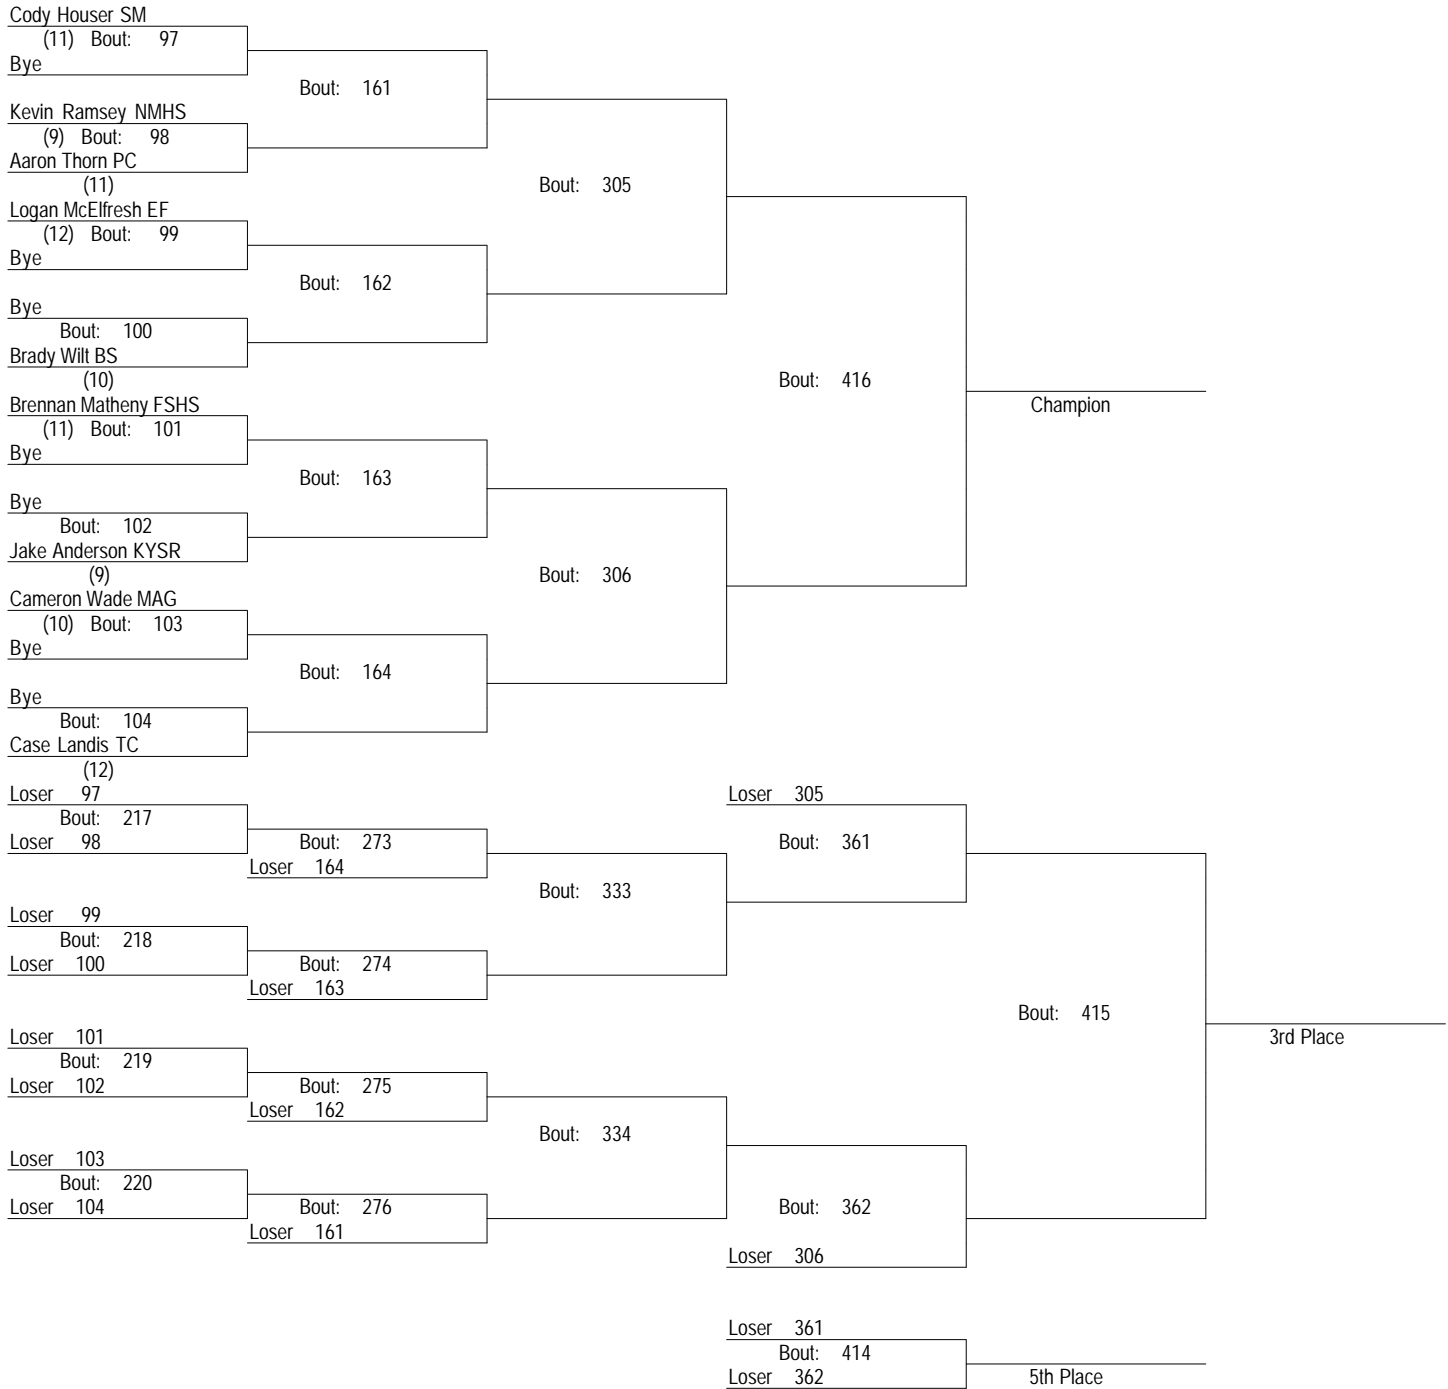 Cody Houser SM
(11) Bout: 97
Bye
Bout: 161
Kevin Ramsey NMHS
(9) Bout: 98
Aaron Thorn PC
(11)
Bout: 305
Logan McElfresh EF
(12) Bout: 99
Bye
Bout: 162
Bye
Bout: 100
Brady Wilt BS
(10)
Bout: 416
Brennan Matheny FSHS
Champion
(11) Bout: 101
Bye
Bout: 163
Bye
Bout: 102
Jake Anderson KYSR
(9)
Bout: 306
Cameron Wade MAG
(10) Bout: 103
Bye
Bout: 164
Bye
Bout: 104
Case Landis TC
(12)
Loser 97
Loser 305
Bout: 217
Loser 98
Bout: 273
Bout: 361
Loser 164
Bout: 333
Loser 99
Bout: 218
Loser 100
Bout: 274
Loser 163
Bout: 415
Loser 101
3rd Place
Bout: 219
Loser 102
Bout: 275
Loser 162
Bout: 334
Loser 103
Bout: 220
Loser 104
Bout: 276
Bout: 362
Loser 161
Loser 306
Loser 361
Bout: 414
Loser 362
5th Place